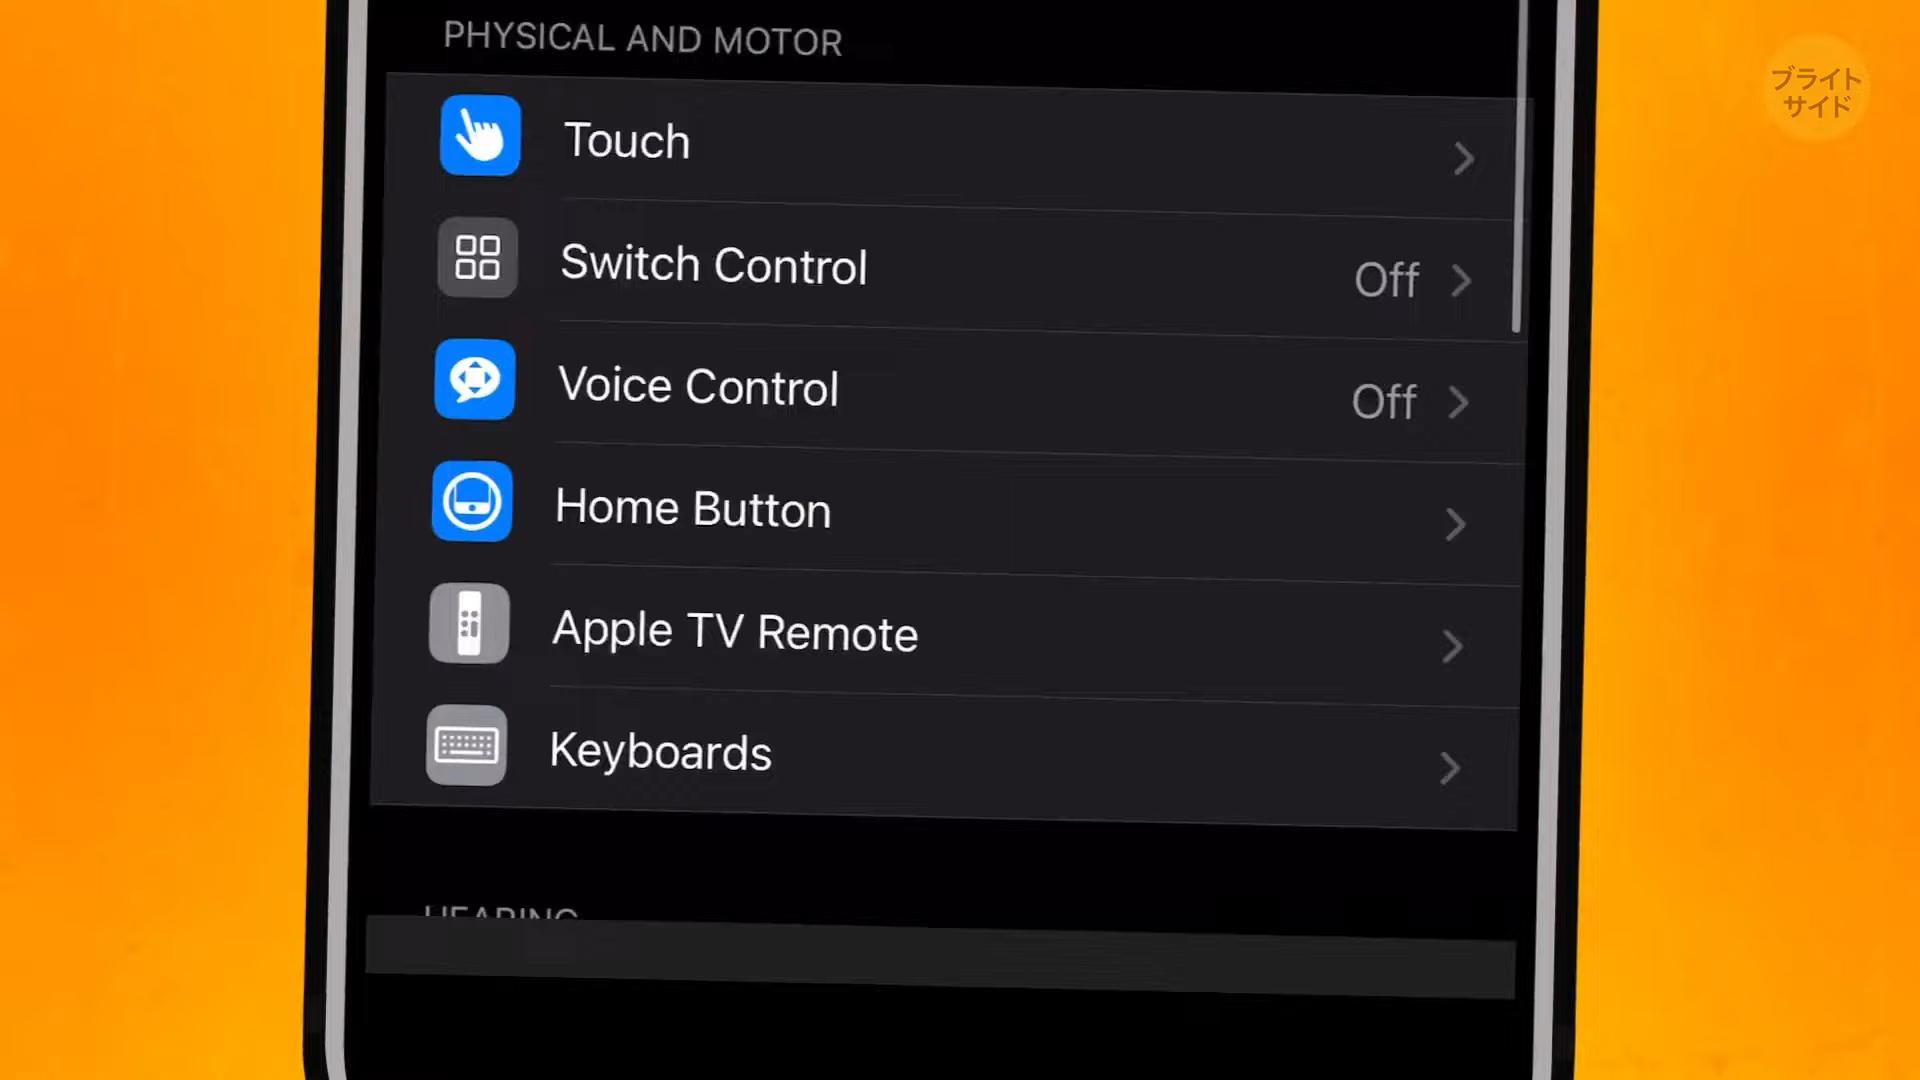 PHYSICAL AND MOTOR
ブライト
サイド
Touch
Switch Control
Off
Voice Control
Off
Home Button
Apple TV Remote
Keyboards
HEARING